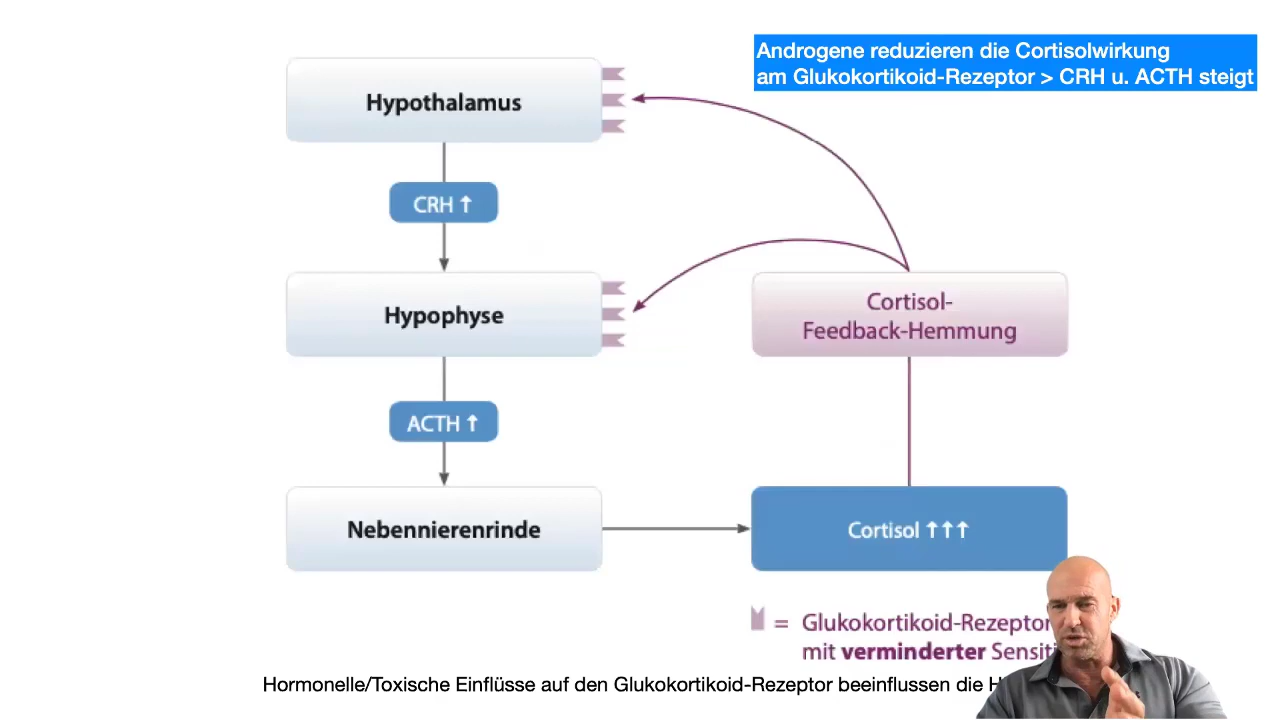 Androgene reduzieren die Cortisolwirkung
am Glukokortikoid-Rezeptor > CRH u. ACTH steigt
Hypothalamus
CRH ↑
Hypophyse
Cortisol-
Feedback-Hemmung
ACTH ↑
Nebennierenrinde
Cortisol ↑↑↑
= Glukokortikoid-Rezeptor
mit verminderter
Hormonelle/Toxische Einflüsse auf den Glukokortikoid-Rezeptor beeinflussen die